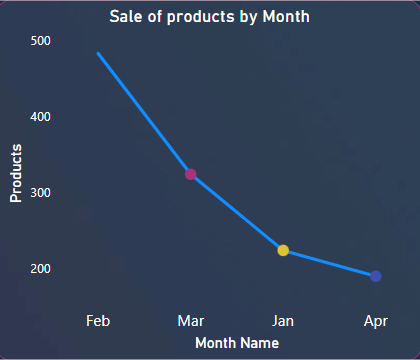 Sale of products by Month
500
400
300
200
Products
Feb Mar Jan Apr
Month Name